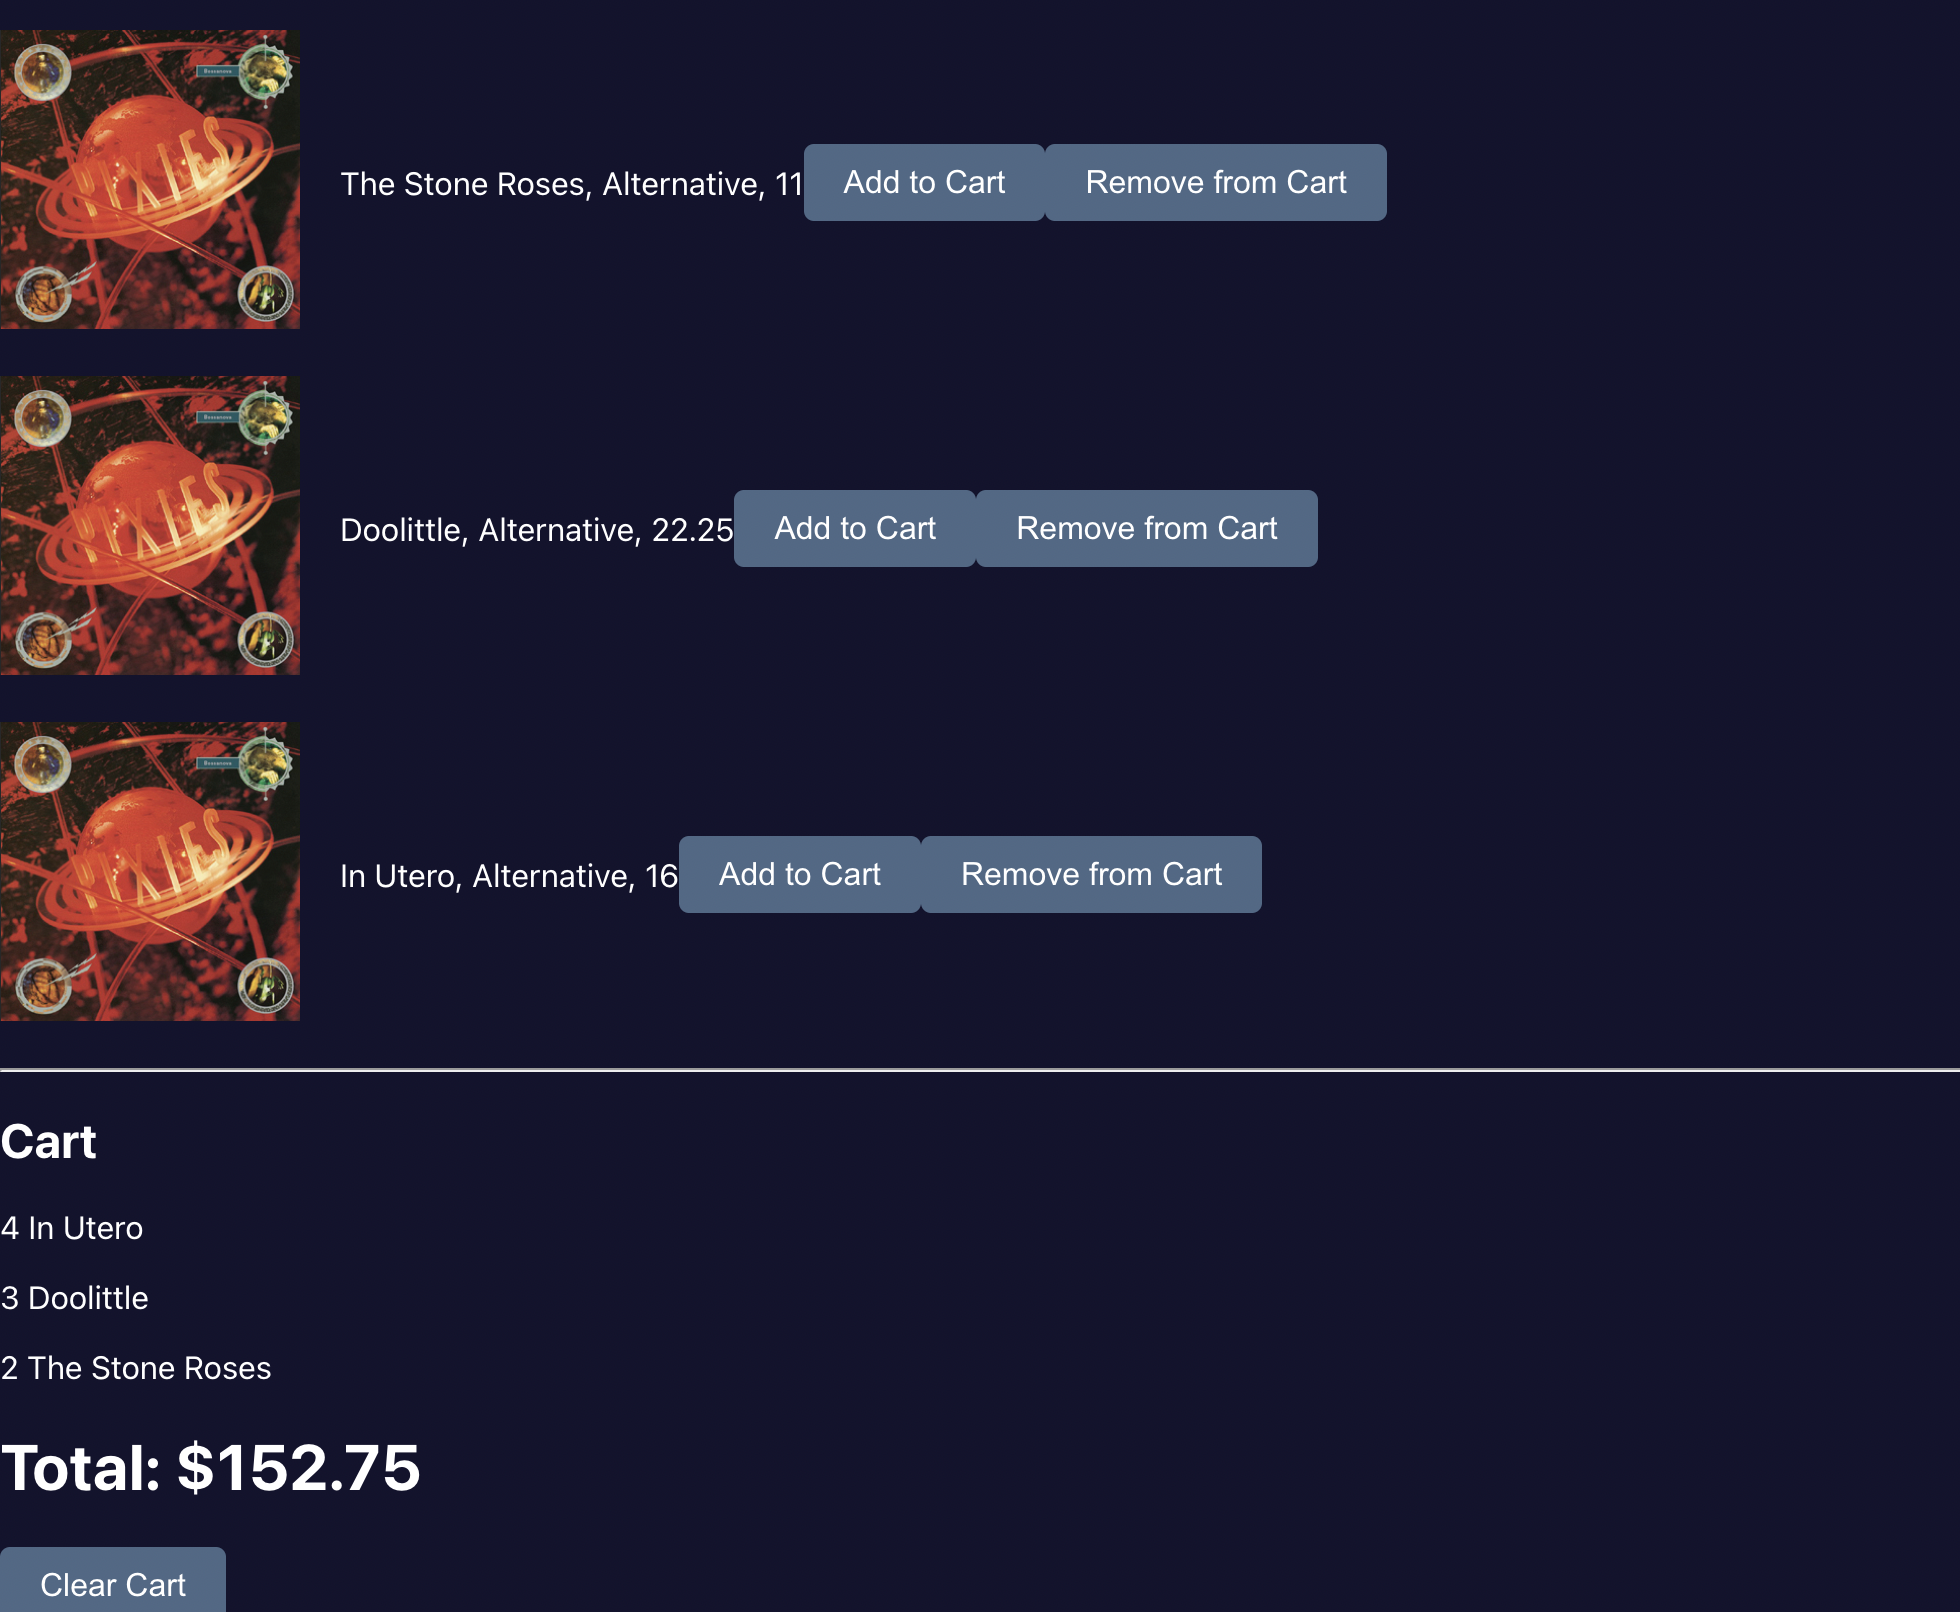 PIXIES
The Stone Roses, Alternative, 11 Add to Cart Remove from Cart
PIXIES
Doolittle, Alternative, 22.25 Add to Cart Remove from Cart
PIXIES
In Utero, Alternative, 16 Add to Cart Remove from Cart
Cart
4 In Utero
3 Doolittle
2 The Stone Roses
Total: $152.75
Clear Cart